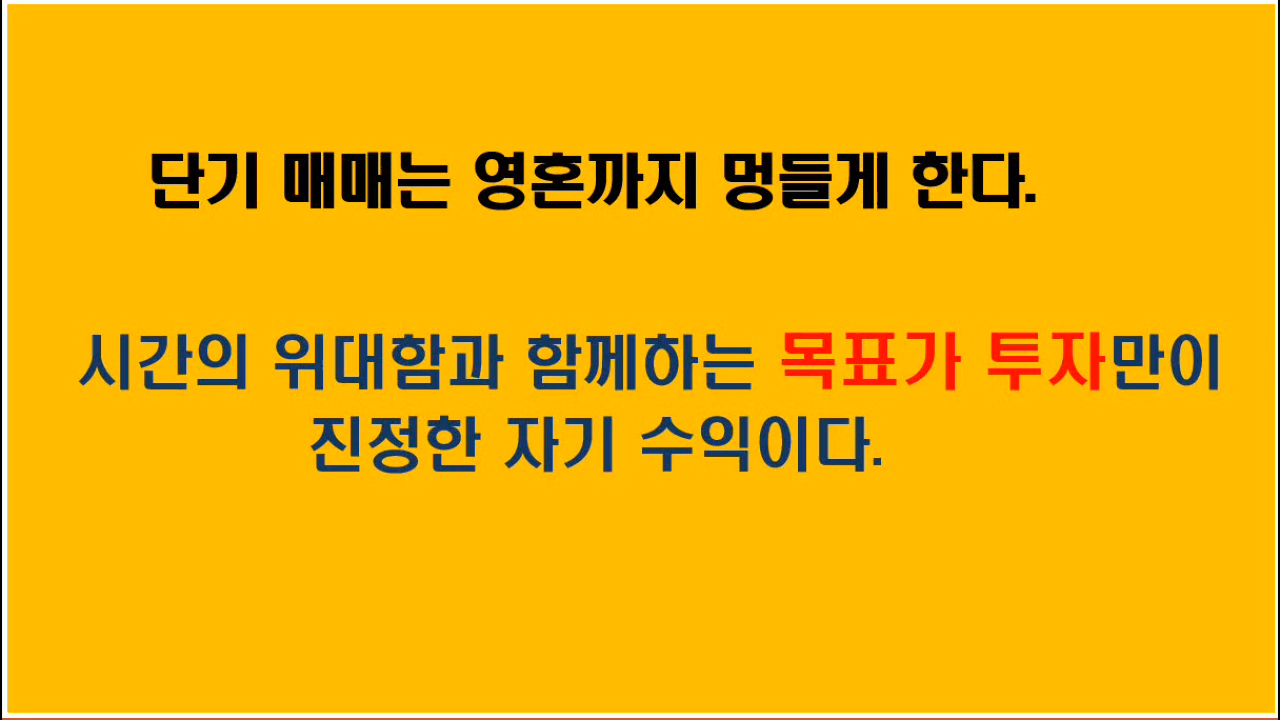 단기 매매는 영혼까지 멍들게 한다.
시간의 위대함과 함께하는 목표가 투자만이
진정한 자기 수익이다.